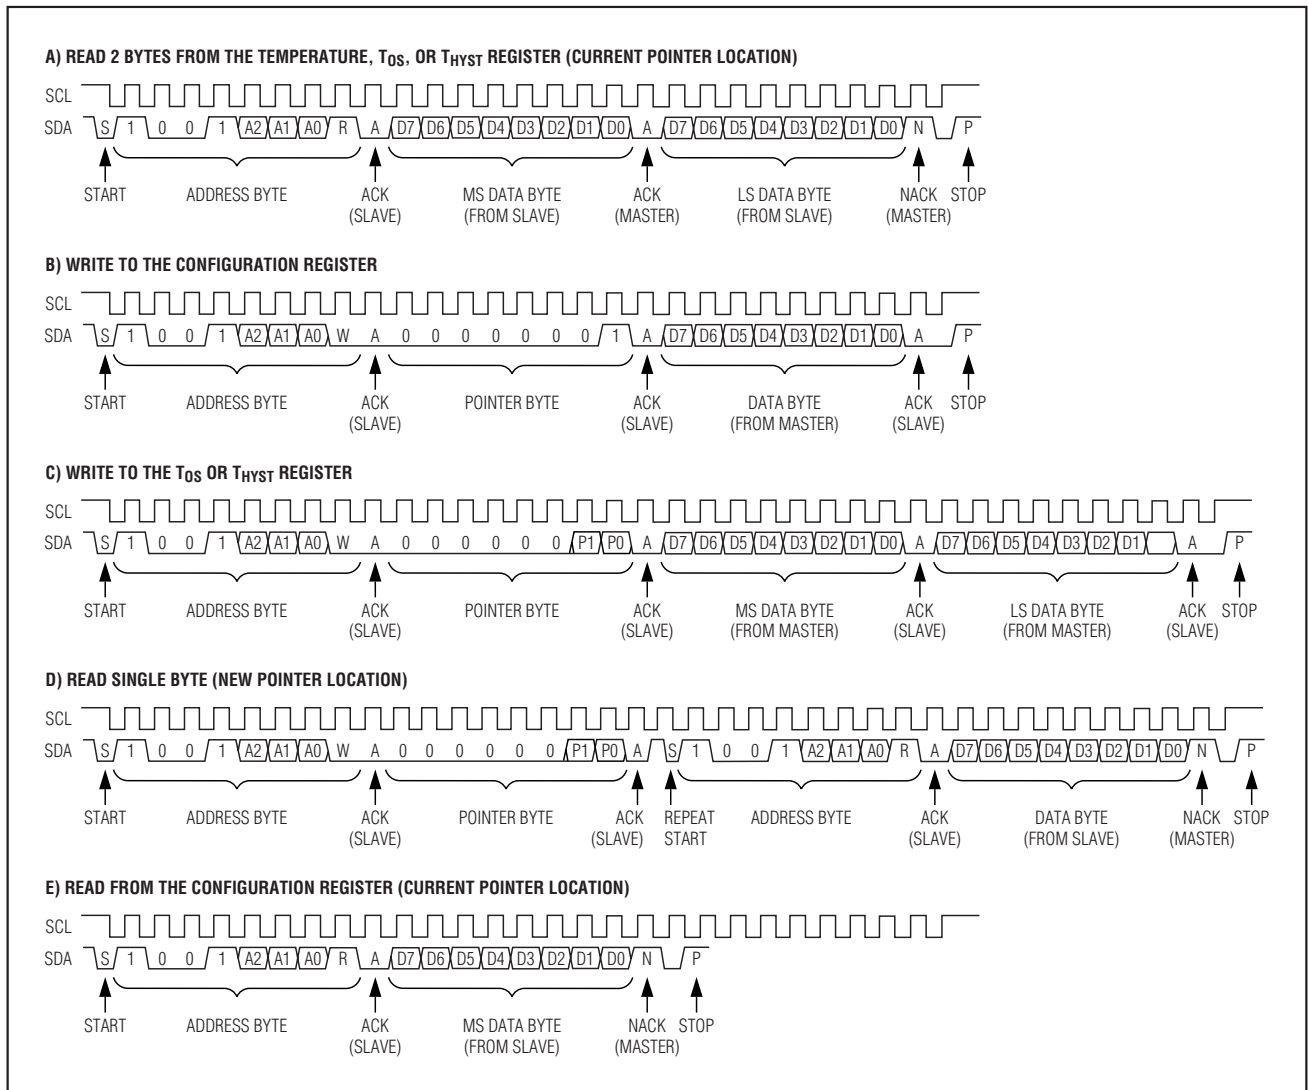 A) READ 2 BYTES FROM THE TEMPERATURE, TOS, OR THYST REGISTER (CURRENT POINTER LOCATION)
SCL
SDA S 1 0 0 1 A2 A1 A0 R A D7 D6 D5 D4 D3 D2 D1 D0 A D7 D6 D5 D4 D3 D2 D1 D0 N P
START ADDRESS BYTE ACK MS DATA BYTE ACK LS DATA BYTE NACK STOP
(SLAVE) (FROM SLAVE) (MASTER) (FROM SLAVE) (MASTER)
B) WRITE TO THE CONFIGURATION REGISTER
SCL
SDA S 1 0 0 1 A2 A1 A0 W A 0 0 0 0 0 0 0 1 A D7 D6 D5 D4 D3 D2 D1 D0 A P
START ADDRESS BYTE ACK POINTER BYTE ACK DATA BYTE ACK STOP
(SLAVE) (SLAVE) (FROM MASTER) (SLAVE)
C) WRITE TO THE TOS OR THYST REGISTER
SCL
SDA S 1 0 0 1 A2 A1 A0 W A 0 0 0 0 0 0 P1 P0 A D7 D6 D5 D4 D3 D2 D1 D0 A D7 D6 D5 D4 D3 D2 D1 A P
START ADDRESS BYTE ACK POINTER BYTE ACK MS DATA BYTE ACK LS DATA BYTE ACK STOP
(SLAVE) (SLAVE) (FROM MASTER) (SLAVE) (FROM MASTER) (SLAVE)
D) READ SINGLE BYTE (NEW POINTER LOCATION)
SCL
SDA S 1 0 0 1 A2 A1 A0 W A 0 0 0 0 0 0 P1 P0 A S 1 0 0 1 A2 A1 A0 R A D7 D6 D5 D4 D3 D2 D1 D0 N P
START ADDRESS BYTE ACK POINTER BYTE ACK REPEAT ADDRESS BYTE ACK DATA BYTE NACK STOP
(SLAVE) (SLAVE) START (SLAVE) (FROM SLAVE) (MASTER)
E) READ FROM THE CONFIGURATION REGISTER (CURRENT POINTER LOCATION)
SCL
SDA S 1 0 0 1 A2 A1 A0 R A D7 D6 D5 D4 D3 D2 D1 D0 N P
START ADDRESS BYTE ACK MS DATA BYTE NACK STOP
(SLAVE) (FROM SLAVE) (MASTER)